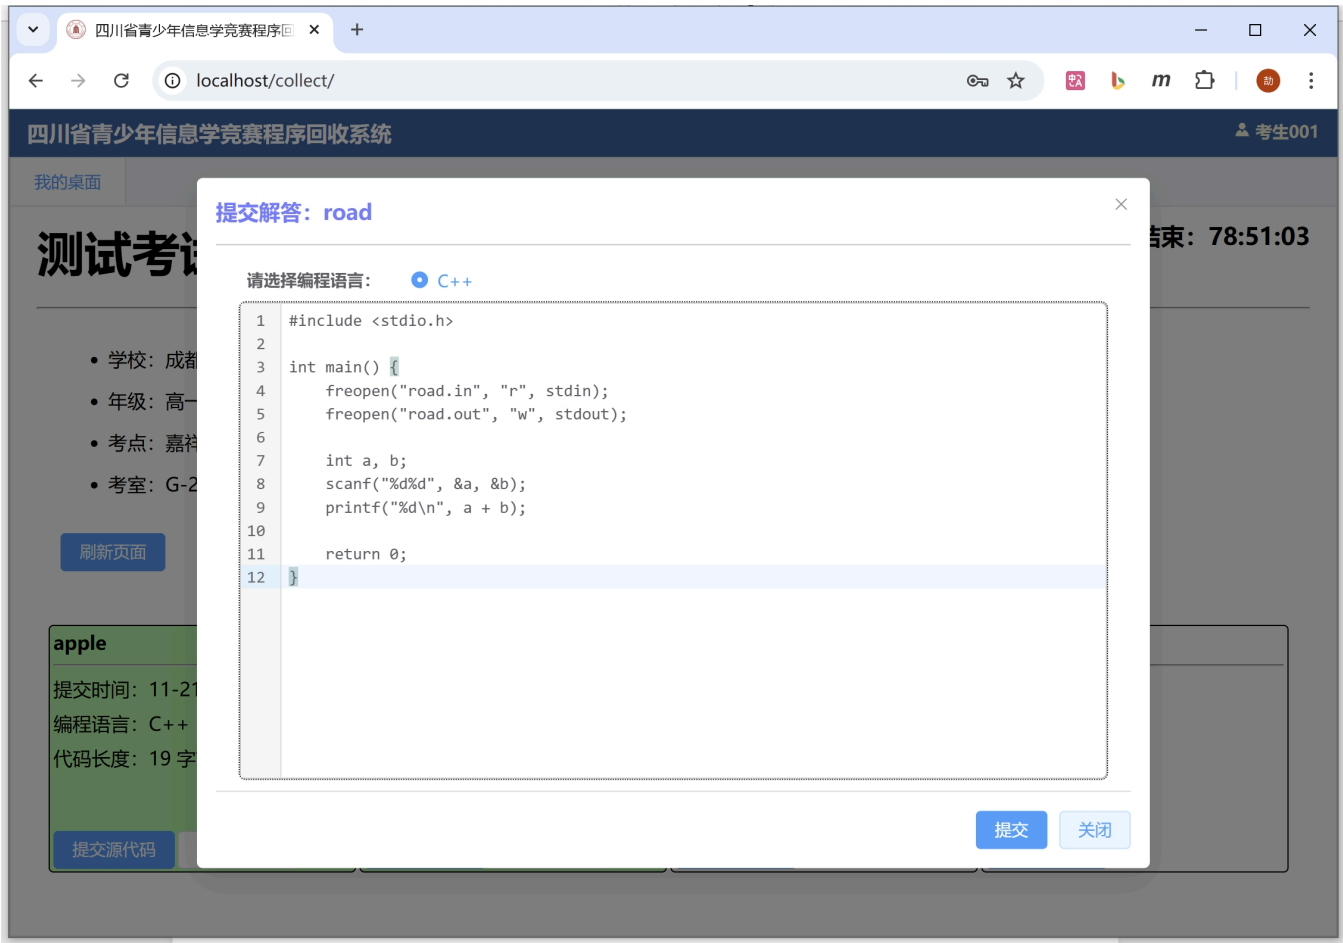 四川省青少年信息学竞赛程序回
localhost/collect/
四川省青少年信息学竞赛程序回收系统
考生001
我的桌面
测试考试
结束：78:51:03
提交解答：road
请选择编程语言：
C++
1 #include <stdio.h>
2
3 int main() {
4     freopen("road.in", "r", stdin);
5     freopen("road.out", "w", stdout);
6
7     int a, b;
8     scanf("%d%d", &a, &b);
9     printf("%d\n", a + b);
10
11     return 0;
12 }
学校：成都
年级：高一
考点：嘉祥
考室：G-2
刷新页面
apple
提交时间：11-21
编程语言：C++
代码长度：19 字
提交源代码
提交
关闭